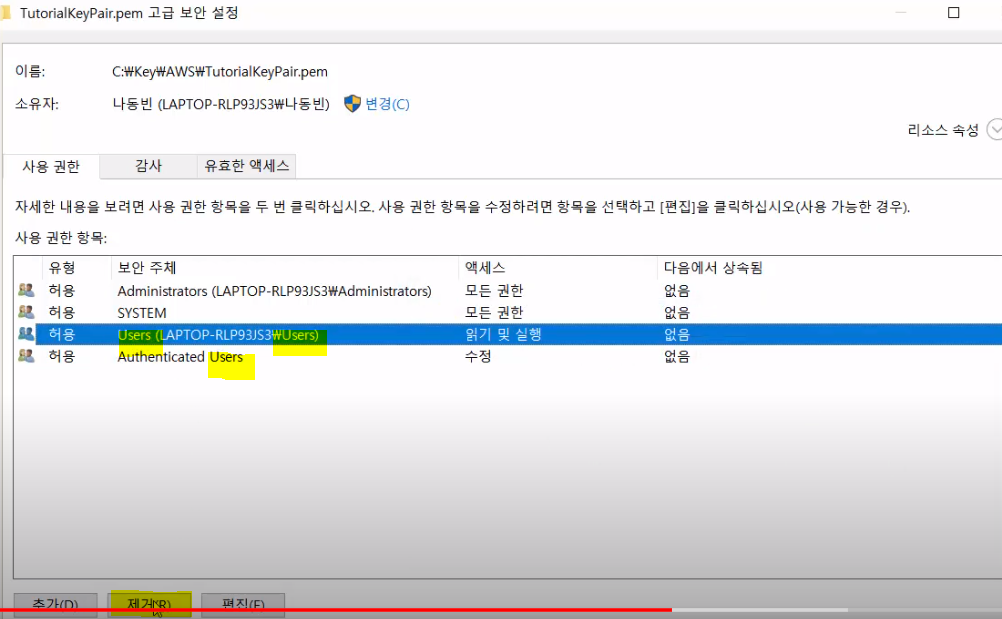 TutorialKeyPair.pem 고급 보안 설정
이름: C:₩Key₩AWS₩TutorialKeyPair.pem
소유자: 나동빈 (LAPTOP-RLP93JS3₩나동빈) 변경(C)
리소스 속성
사용 권한 감사 유효한 액세스
자세한 내용을 보려면 사용 권한 항목을 두 번 클릭하십시오. 사용 권한 항목을 수정하려면 항목을 선택하고 [편집]을 클릭하십시오(사용 가능한 경우).
사용 권한 항목:
유형 보안 주체 액세스 다음에서 상속됨
허용 Administrators (LAPTOP-RLP93JS3₩Administrators) 모든 권한 없음
허용 SYSTEM 모든 권한 없음
허용 Users (LAPTOP-RLP93JS3₩Users) 읽기 및 실행 없음
허용 Authenticated Users 수정 없음
추가(D) 제거(R) 편집(E)